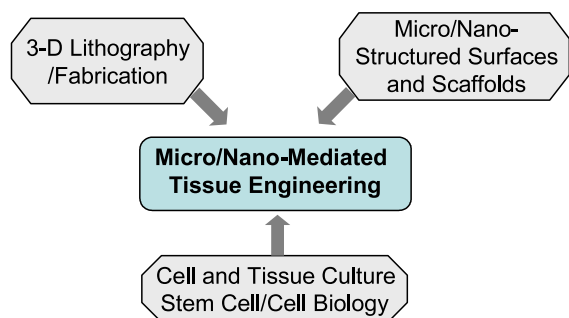 3-D Lithography
/Fabrication
Micro/Nano-
Structured Surfaces
and Scaffolds
Micro/Nano-Mediated
Tissue Engineering
Cell and Tissue Culture
Stem Cell/Cell Biology